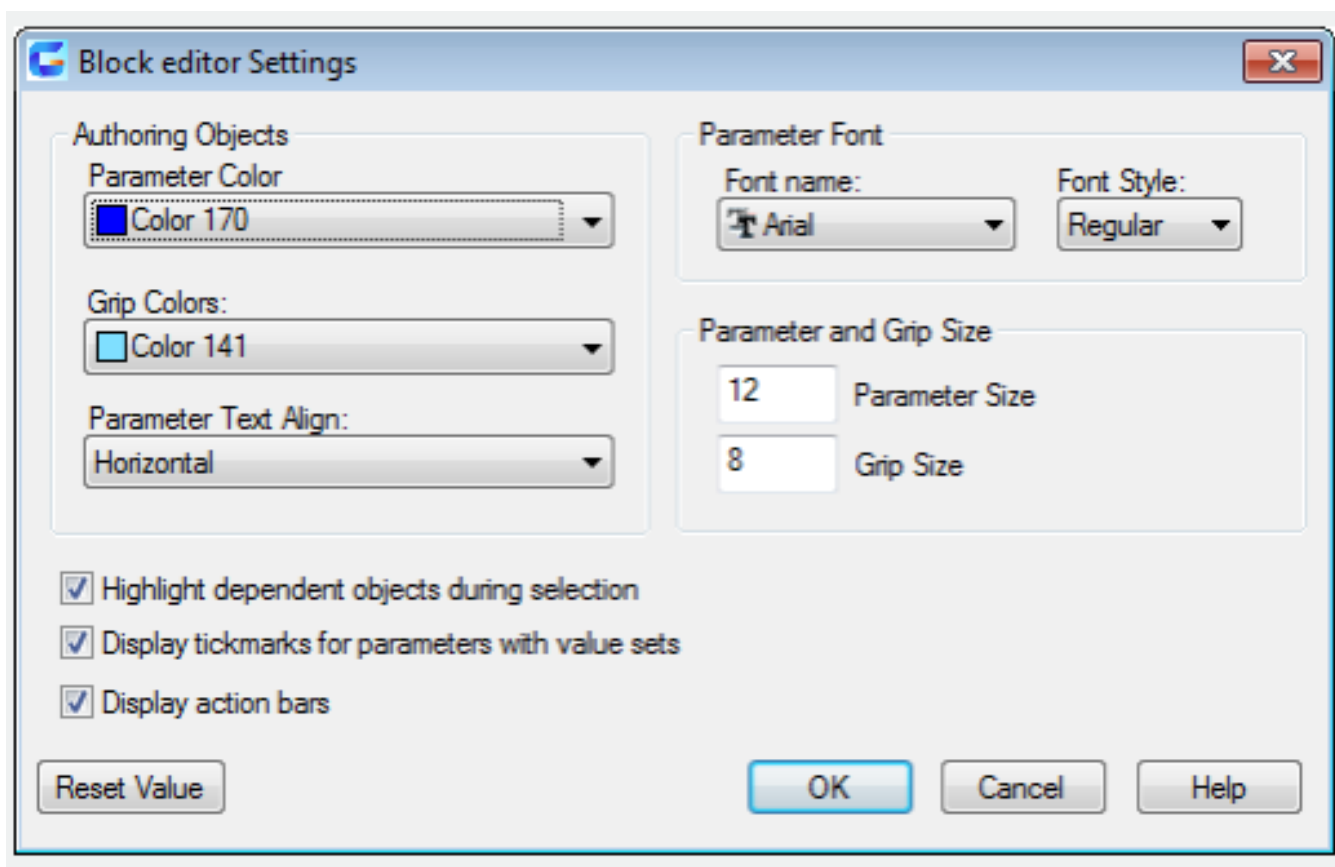 Block editor Settings
Authoring Objects
Parameter Color
Color 170
Grip Colors:
Color 141
Parameter Text Align:
Horizontal
Parameter Font
Font name:
Font Style:
Arial
Regular
Parameter and Grip Size
12
Parameter Size
8
Grip Size
Highlight dependent objects during selection
Display tickmarks for parameters with value sets
Display action bars
Reset Value
OK
Cancel
Help